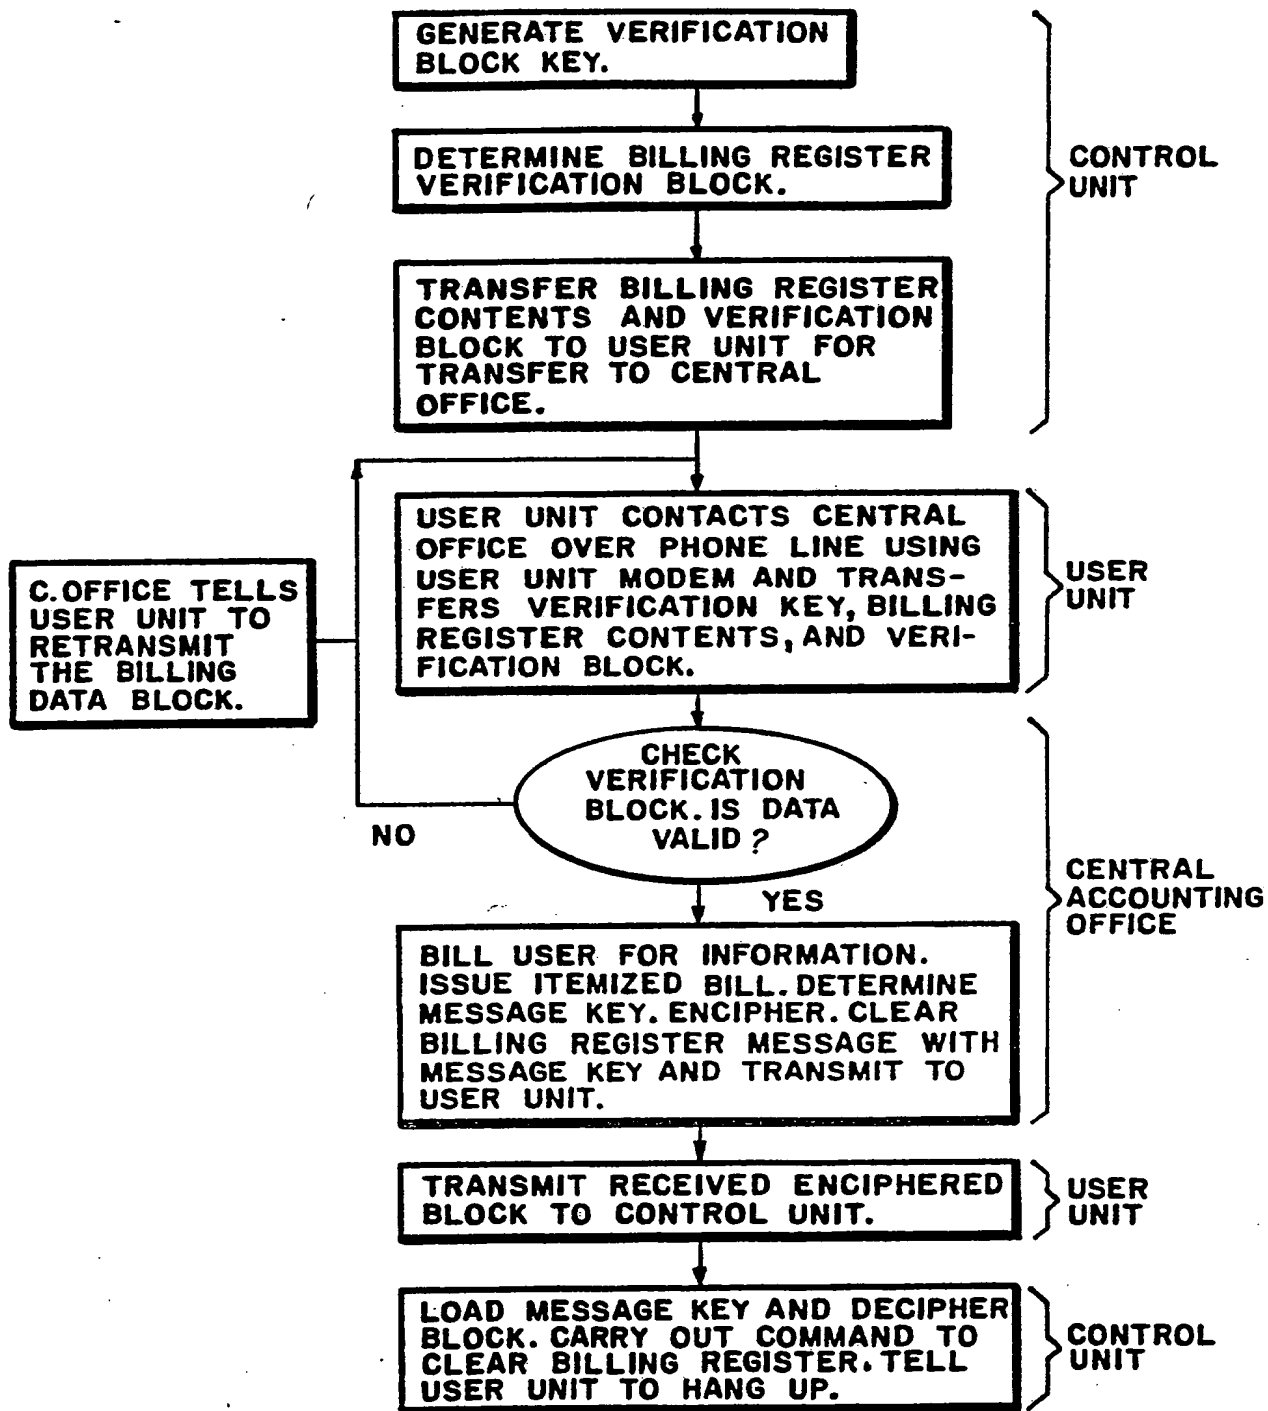 GENERATE VERIFICATION
BLOCK KEY.
DETERMINE BILLING REGISTER
VERIFICATION BLOCK.
CONTROL
UNIT
TRANSFER BILLING REGISTER
CONTENTS AND VERIFICATION
BLOCK TO USER UNIT FOR
TRANSFER TO CENTRAL
OFFICE.
USER UNIT CONTACTS CENTRAL
OFFICE OVER PHONE LINE USING
USER UNIT MODEM AND TRANS-
FERS VERIFICATION KEY, BILLING
REGISTER CONTENTS, AND VERI-
FICATION BLOCK.
USER
UNIT
C.OFFICE TELLS
USER UNIT TO
RETRANSMIT
THE BILLING
DATA BLOCK.
CHECK
VERIFICATION
BLOCK. IS DATA
VALID?
NO
YES
CENTRAL
ACCOUNTING
OFFICE
BILL USER FOR INFORMATION.
ISSUE ITEMIZED BILL. DETERMINE
MESSAGE KEY. ENCIPHER. CLEAR
BILLING REGISTER MESSAGE WITH
MESSAGE KEY AND TRANSMIT TO
USER UNIT.
TRANSMIT RECEIVED ENCIPHERED
BLOCK TO CONTROL UNIT.
USER
UNIT
LOAD MESSAGE KEY AND DECIPHER
BLOCK. CARRY OUT COMMAND TO
CLEAR BILLING REGISTER. TELL
USER UNIT TO HANG UP.
CONTROL
UNIT